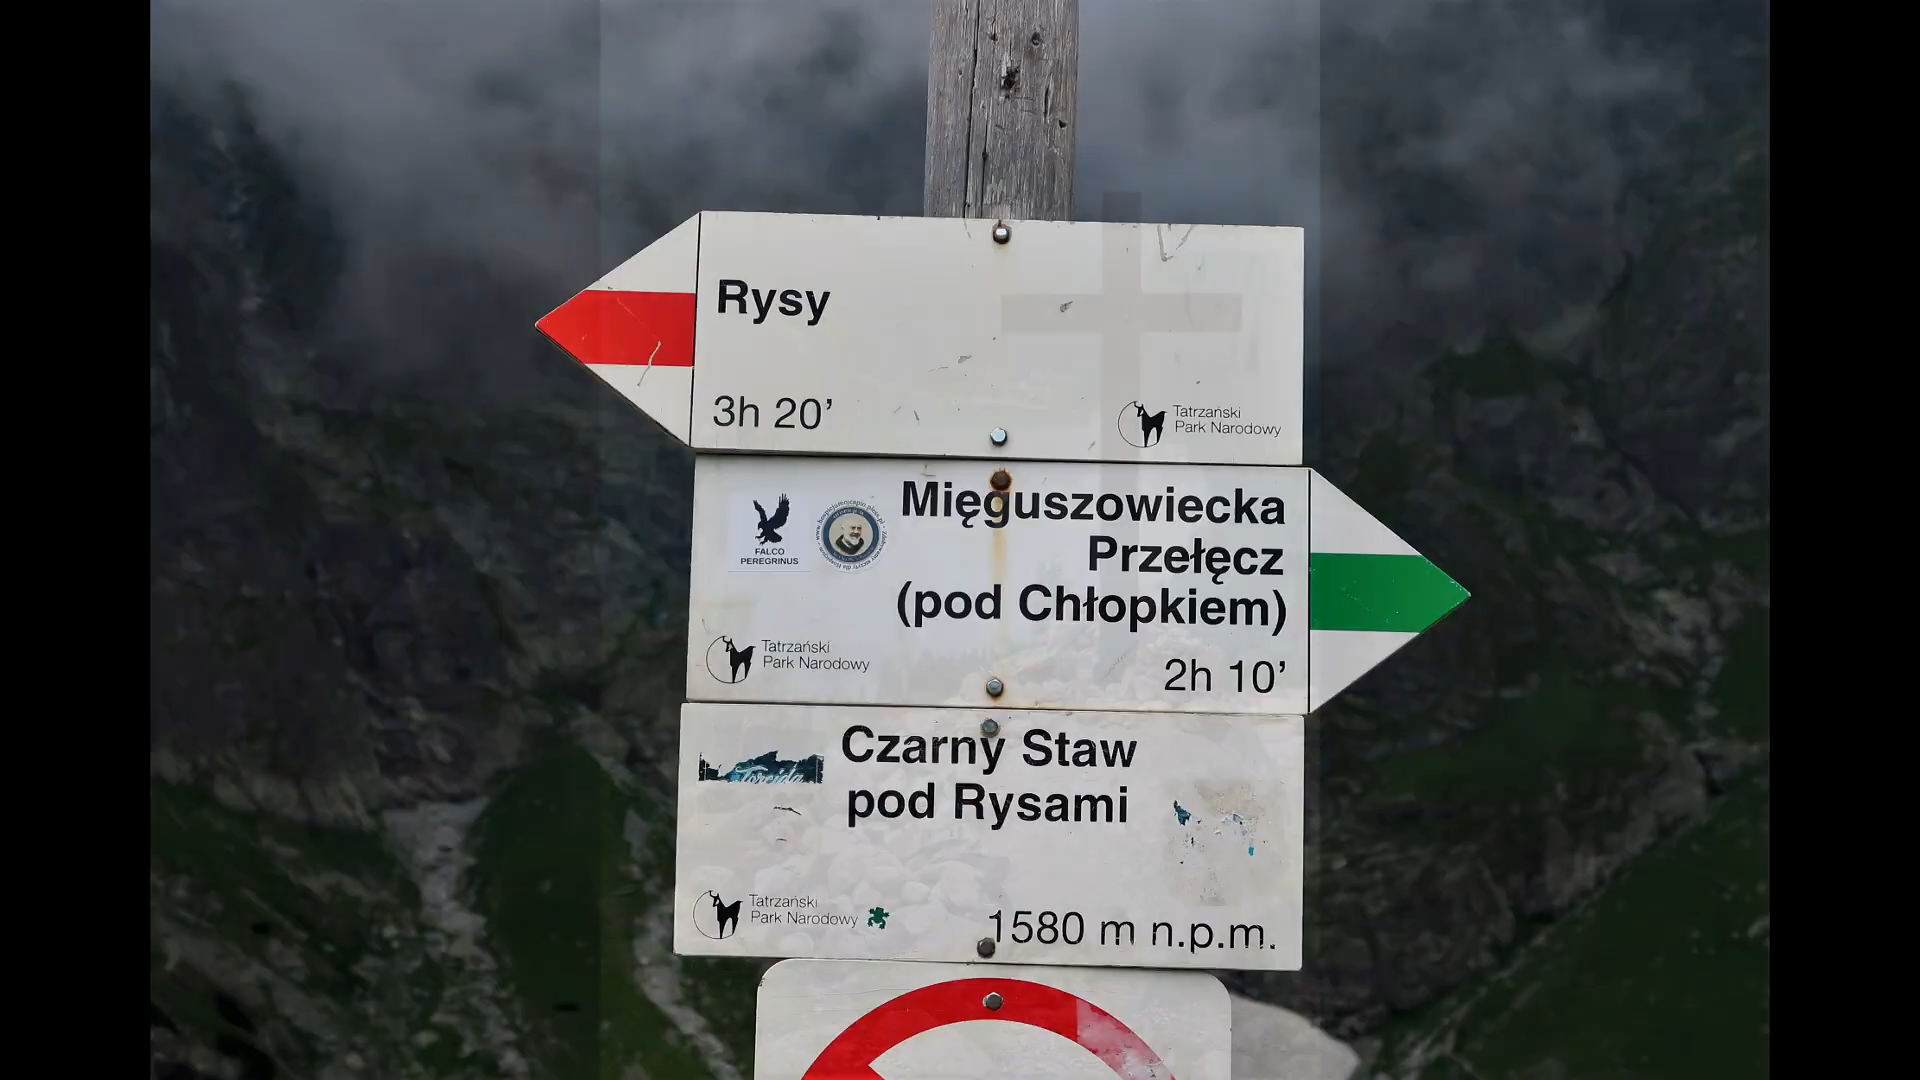 Rysy
3h 20’
Tatrzański
Park Narodowy
Mięguszowiecka
Przełęcz
(pod Chłopkiem)
2h 10’
FALCO
PEREGRINUS
Tatrzański
Park Narodowy
Czarny Staw
pod Rysami
Torcida
Tatrzański
Park Narodowy
1580 m n.p.m.